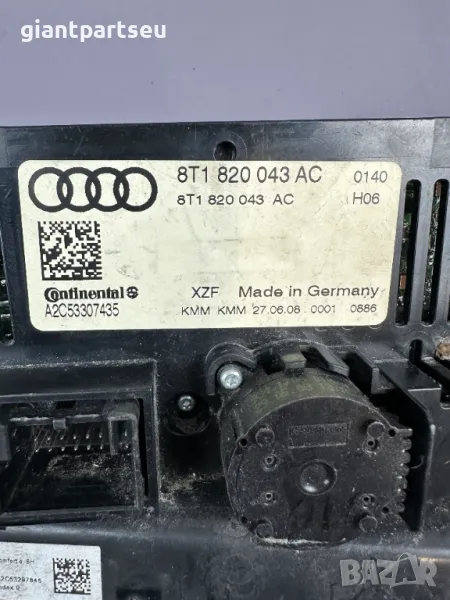 giantpartseu
8T1 820 043 AC 0140
8T1 820 043 AC H06
Continental
A2C53307435
XZF Made in Germany
KMM KMM 27.06.08 0001 0886
BAZAR